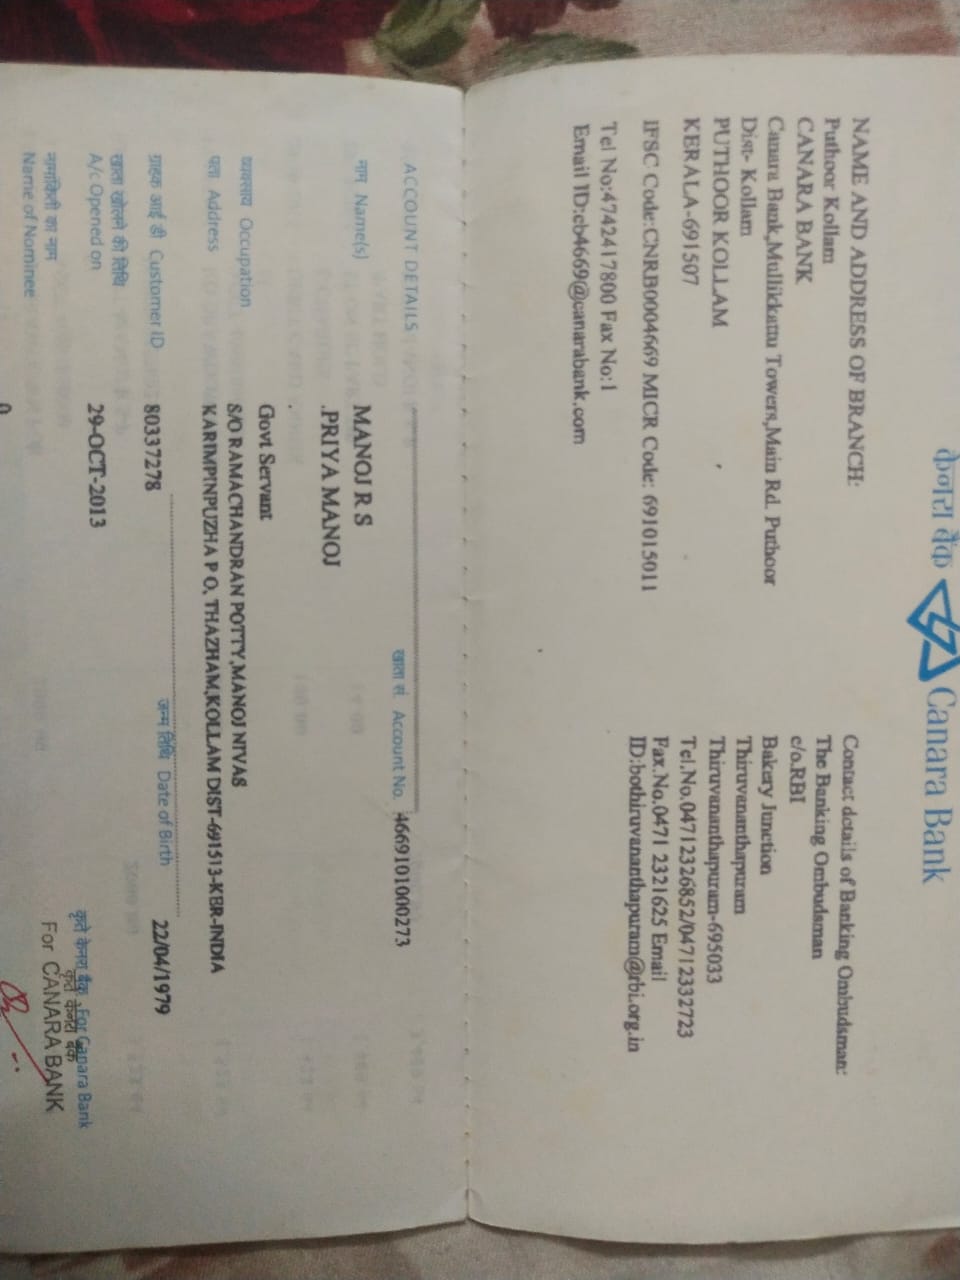 केनरा बैंक Canara Bank
NAME AND ADDRESS OF BRANCH:
Puthoor Kollam
CANARA BANK
Canara Bank,Mullikkattu Towers,Main Rd. Puthoor
Dist- Kollam
PUTHOOR KOLLAM
KERALA-691507
IFSC Code:CNRB0004669 MICR Code: 691015011
Tel No:4742417800 Fax No:1
Email ID:cb4669@canarabank.com
Contact details of Banking Ombudsman:
The Banking Ombudsman
c/o.RBI
Bakery Junction
Thiruvananthapuram
Thiruvananthapuram-695033
Tel.No.04712326852/04712332723
Fax.No.0471 2321625 Email
ID:bothiruvananthapuram@rbi.org.in
ACCOUNT DETAILS
खाता सं. Account No. 4669101000273
नाम Name(s) MANOJ R S
.PRIYA MANOJ
.
व्यवसाय Occupation Govt Servant
पता Address S/O RAMACHANDRAN POTTY,MANOJ NIVAS
KARIMPINPUZHA P O, THAZHAM,KOLLAM DIST-691513-KER-INDIA
ग्राहक आई डी Customer ID 80337278 जन्म तिथि Date of Birth 22/04/1979
खाता खोलने की तिथि
A/c Opened on 29-OCT-2013
नामांकिती का नाम
Name of Nominee
0
कृते केनरा बैंक For Canara Bank
कृते केनरा बैंक
For CANARA BANK